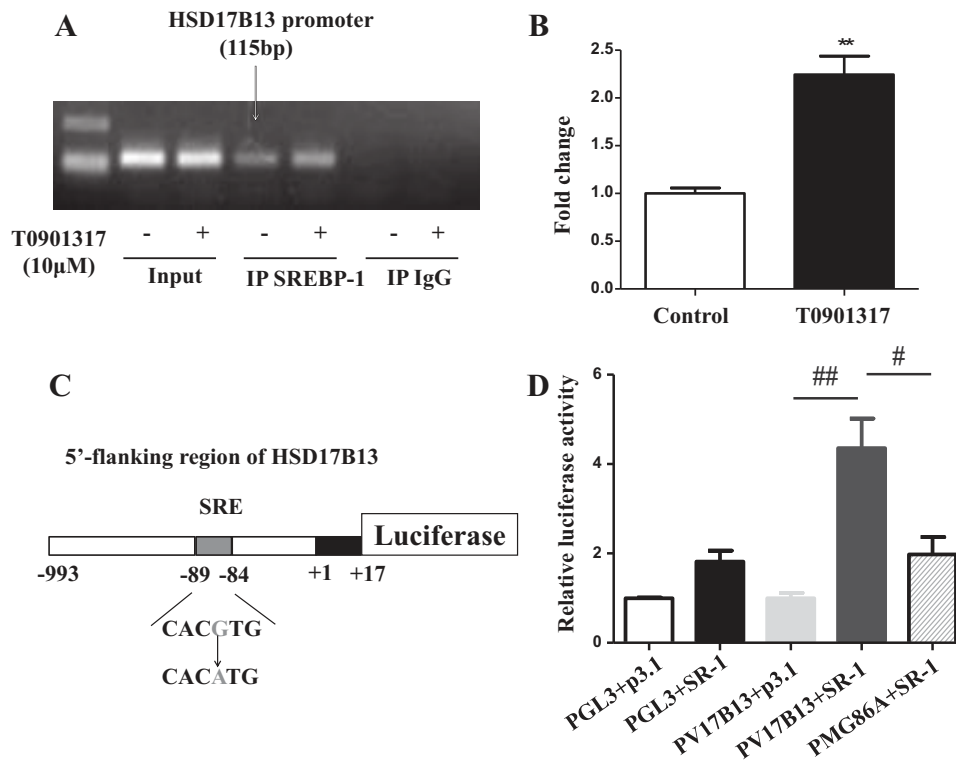 A
HSD17B13 promoter
(115bp)
T0901317
(10μM)
- + - + - +
Input IP SREBP-1 IP IgG
B
Fold change
2.5
2.0
1.5
1.0
0.5
0.0
**
Control T0901317
C
5'-flanking region of HSD17B13
SRE
Luciferase
-993 -89 -84 +1 +17
CACGTG
CACATG
D
Relative luciferase activity
6
4
2
0
## #
PGL3+p3.1
PGL3+SR-1
PV17B13+p3.1
PV17B13+SR-1
PMG86A+SR-1